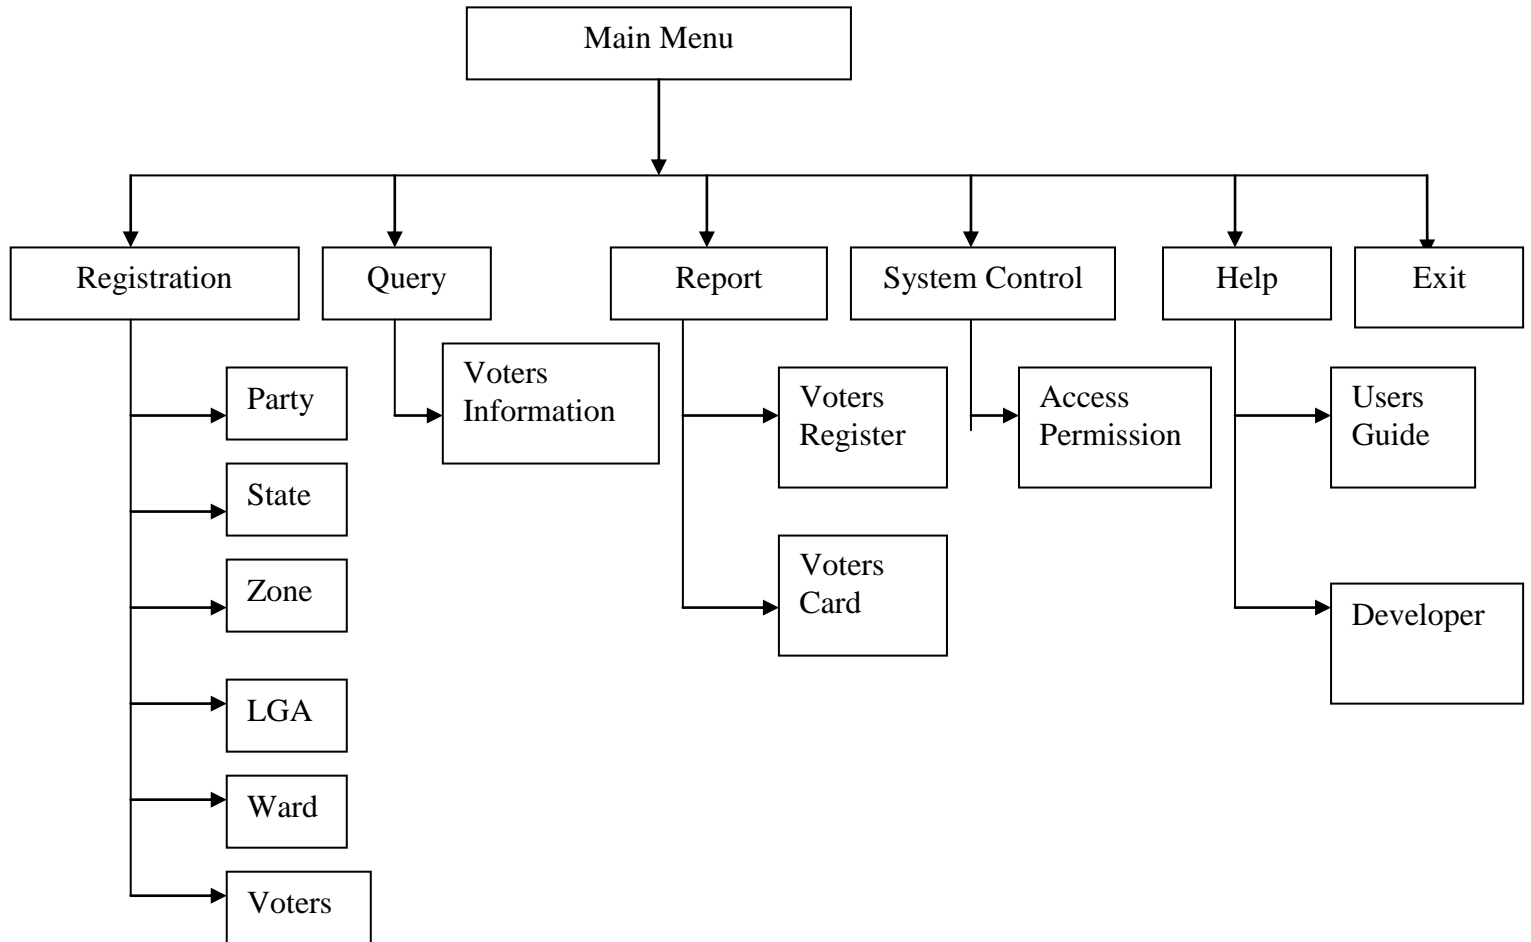 Main Menu
Registration
Query
Report
System Control
Help
Exit
Party
State
Zone
LGA
Ward
Voters
Voters
Information
Voters
Register
Voters
Card
Access
Permission
Users
Guide
Developer